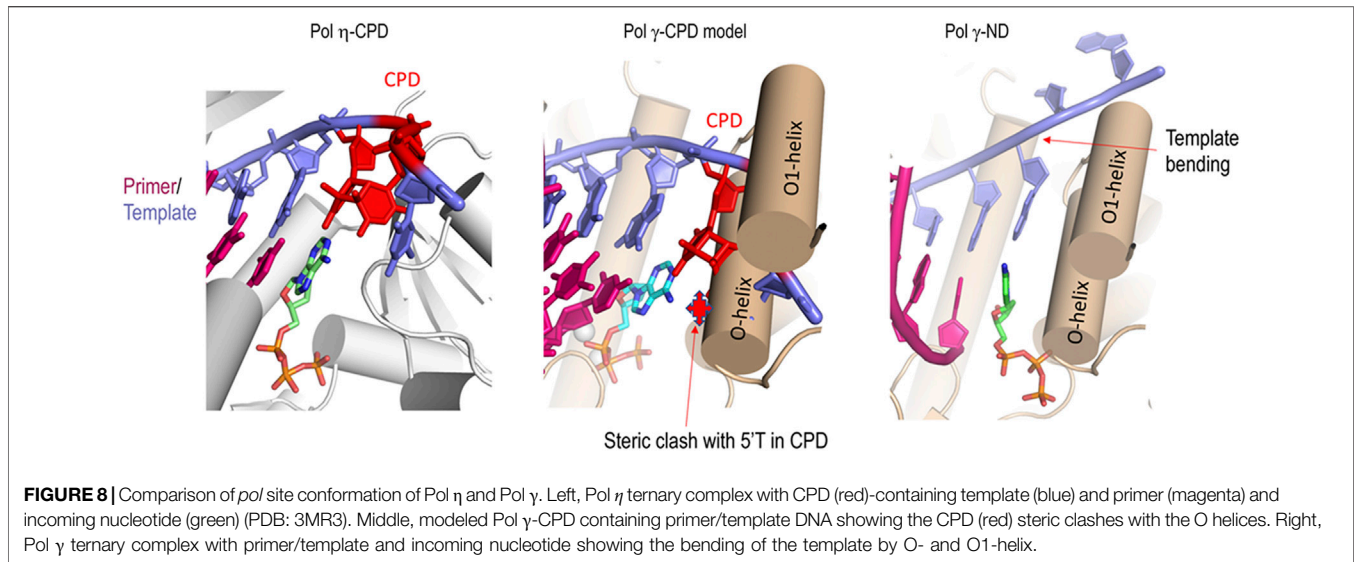 Pol η-CPD
Pol γ-CPD model
Pol γ-ND
CPD
CPD
Primer/
Template
O1-helix
O-helix
O1-helix
O-helix
Template
bending
Steric clash with 5'T in CPD
FIGURE 8 | Comparison of pol site conformation of Pol η and Pol γ. Left, Pol η ternary complex with CPD (red)-containing template (blue) and primer (magenta) and
incoming nucleotide (green) (PDB: 3MR3). Middle, modeled Pol γ-CPD containing primer/template DNA showing the CPD (red) steric clashes with the O helices. Right,
Pol γ ternary complex with primer/template and incoming nucleotide showing the bending of the template by O- and O1-helix.